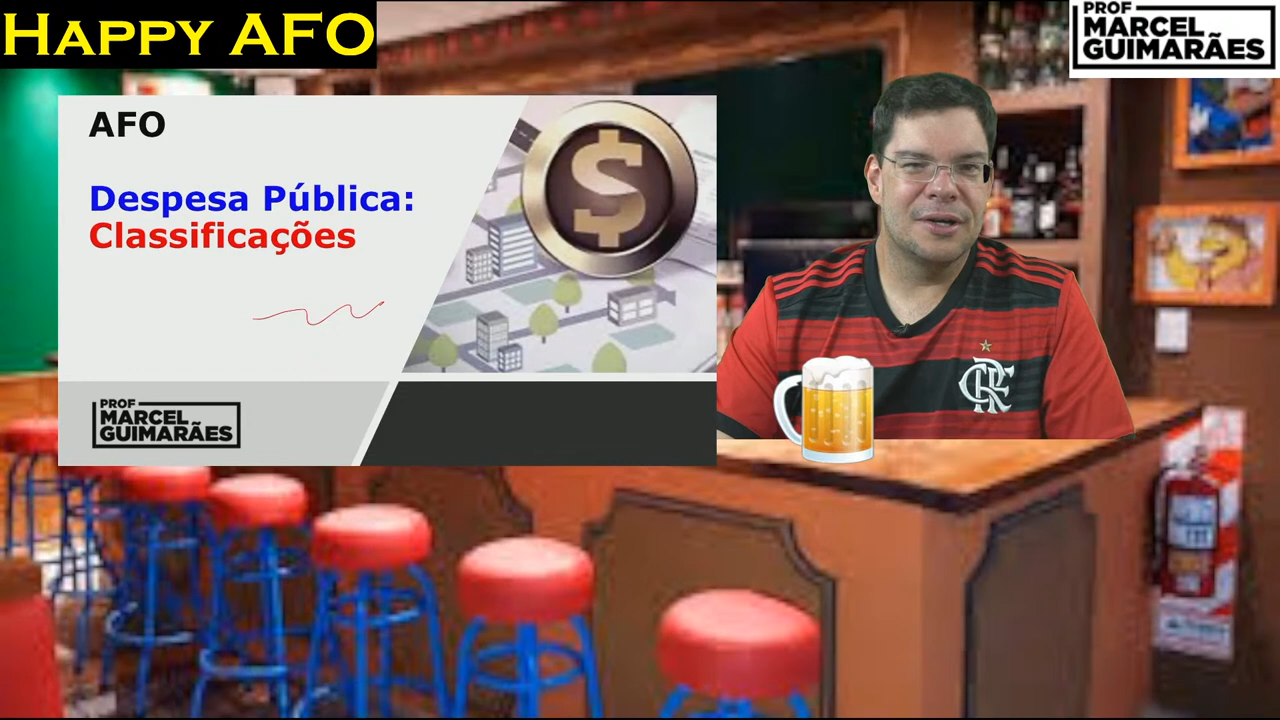 HAPPY AFO
PROF
MARCEL
GUIMARÃES
AFO
Despesa Pública:
Classificações
PROF
MARCEL
GUIMARÃES
CRF